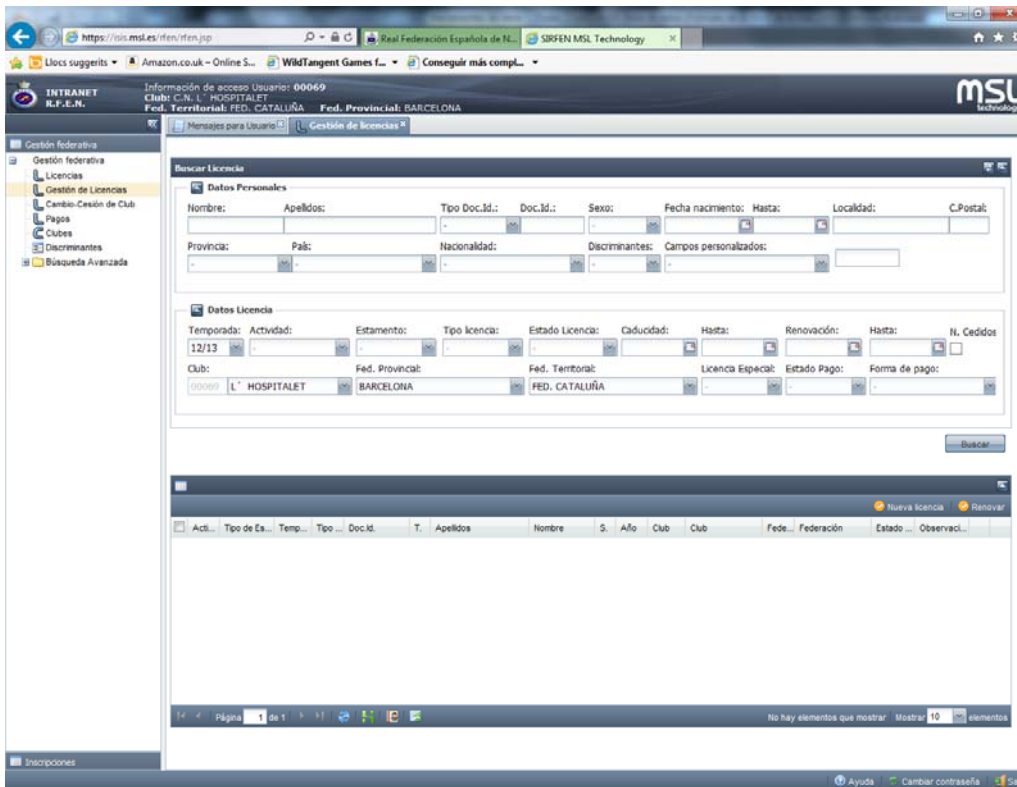 https://isis.msl.es/rfen/rfen.jsp
Real Federación Española de N...
SIRFEN MSL Technology
Llocs suggerits
Amazon.co.uk – Online S...
WildTangent Games f...
Conseguir más compl...
INTRANET
R.F.E.N.
Información de acceso Usuario: 00069
Club: C.N. L´ HOSPITALET
Fed. Territorial: FED. CATALUÑA Fed. Provincial: BARCELONA
MSL
technolog
Mensajes para Usuario
Gestión de licencias
Gestión federativa
Gestión federativa
Licencias
Gestión de Licencias
Cambio-Cesión de Club
Pagos
Clubes
Discriminantes
Búsqueda Avanzada
Buscar Licencia
Datos Personales
Nombre: Apelidos: Tipo Doc.Id.: Doc.Id.: Sexo: Fecha nacimiento: Hasta: Localidad: C.Postal:
Provincia: País: Nacionalidad: Discriminantes: Campos personalizados:
Datos Licencia
Temporada: Actividad: Estamento: Tipo licencia: Estado Licencia: Caducidad: Hasta: Renovación: Hasta: N. Cedidos
12/13
Club: Fed. Provincial: Fed. Territorial: Licencia Especial: Estado Pago: Forma de pago:
00069 L´ HOSPITALET BARCELONA FED. CATALUÑA
Buscar
Nueva licencia Renovar
Acti... Tipo de Es... Temp... Tipo ... Doc.Id. T. Apelidos Nombre S. Año Club Club Fede... Federación Estado ... Observaci...
Página 1 de 1
No hay elementos que mostrar Mostrar 10 elementos
Inscripciones
Ayuda Cambiar contraseña Sa